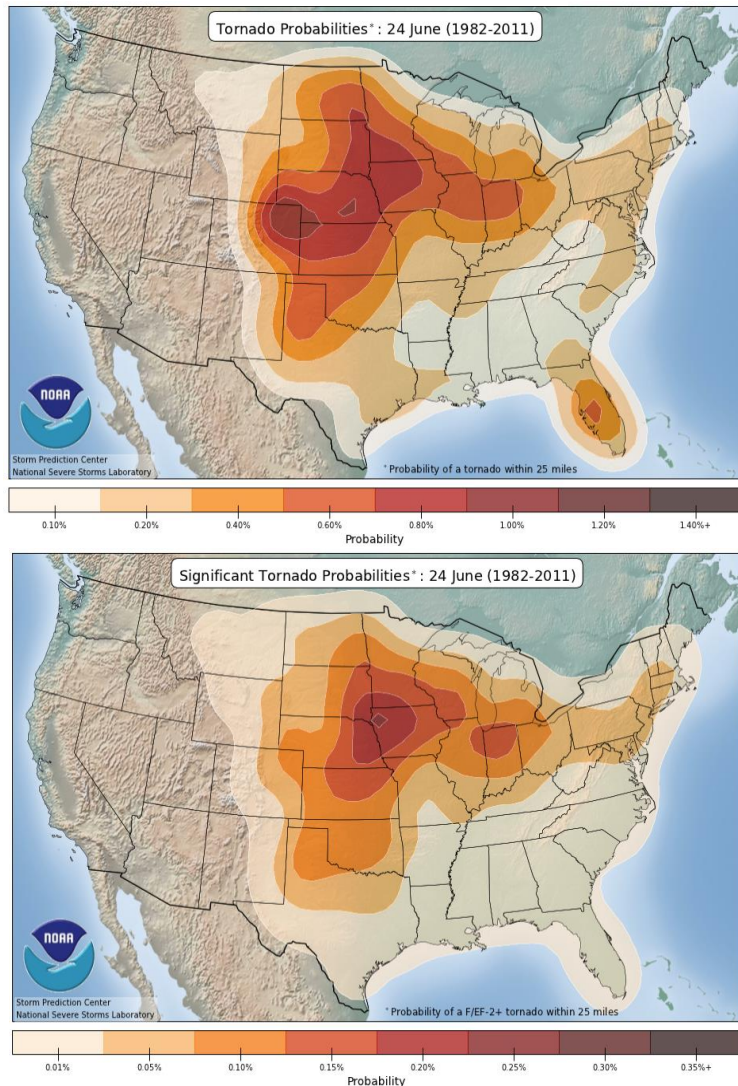 Tornado Probabilities*: 24 June (1982-2011)
NOAA
Storm Prediction Center
National Severe Storms Laboratory
*Probability of a tornado within 25 miles
0.10% 0.20% 0.40% 0.60% 0.80% 1.00% 1.20% 1.40%+
Probability
Significant Tornado Probabilities*: 24 June (1982-2011)
NOAA
Storm Prediction Center
National Severe Storms Laboratory
*Probability of a F/EF-2+ tornado within 25 miles
0.01% 0.05% 0.10% 0.15% 0.20% 0.25% 0.30% 0.35%+
Probability